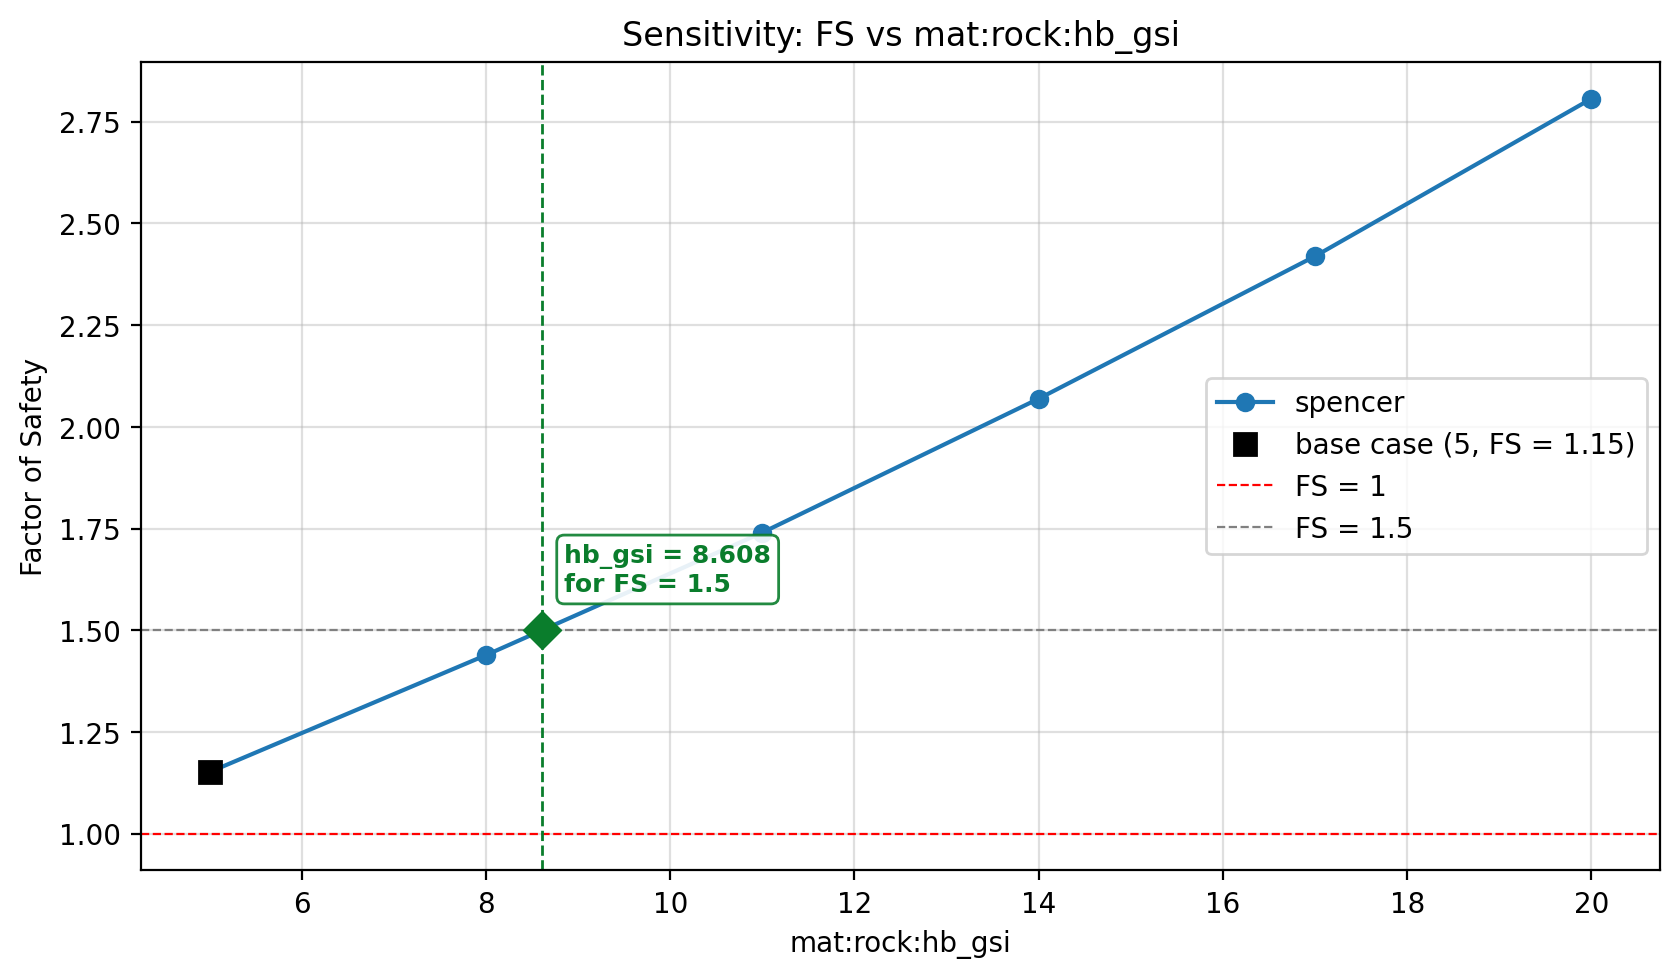 Sensitivity: FS vs mat:rock:hb_gsi
Factor of Safety
2.75
2.50
2.25
2.00
1.75
1.50
1.25
1.00
hb_gsi = 8.608
for FS = 1.5
spencer
base case (5, FS = 1.15)
FS = 1
FS = 1.5
6
8
10
12
14
16
18
20
mat:rock:hb_gsi